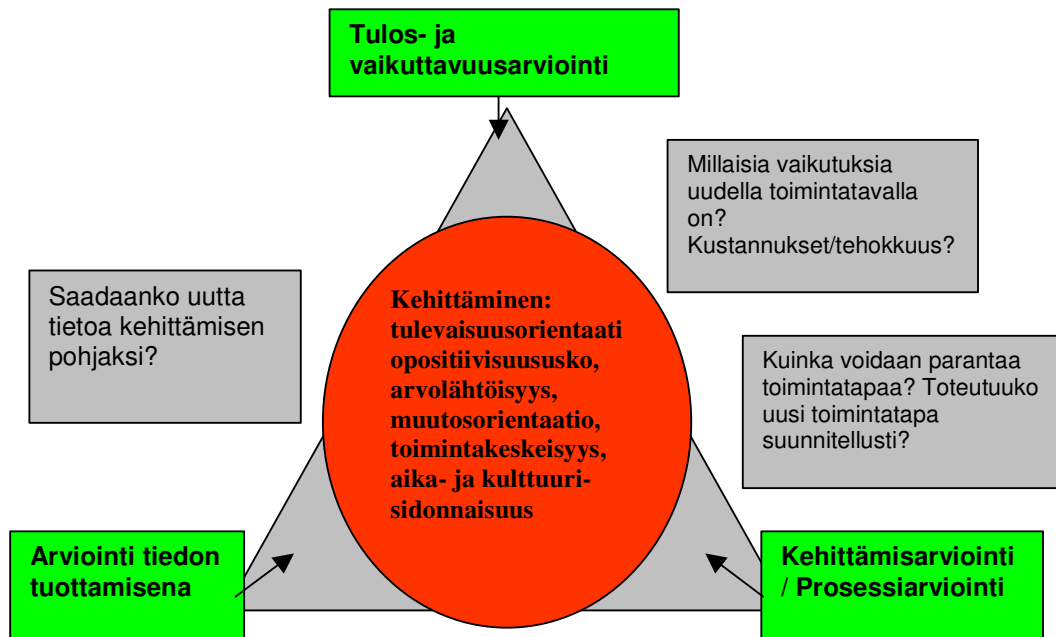 Tulos- ja
vaikuttavuusarviointi
Millaisia vaikutuksia
uudella toimintatavalla
on?
Kustannukset/tehokkuus?
Saadaanko uutta
tietoa kehittämisen
pohjaksi?
Kehittäminen:
tulevaisuusorientaati
opositiivisuususko,
arvolähtöisyys,
muutosorientaatio,
toimintakeskeisyys,
aika- ja kulttuuri-
sidonnaisuus
Kuinka voidaan parantaa
toimintatapaa? Toteutuuko
uusi toimintatapa
suunnitellusti?
Arviointi tiedon
tuottamisena
Kehittämisarviointi
/ Prosessiarviointi